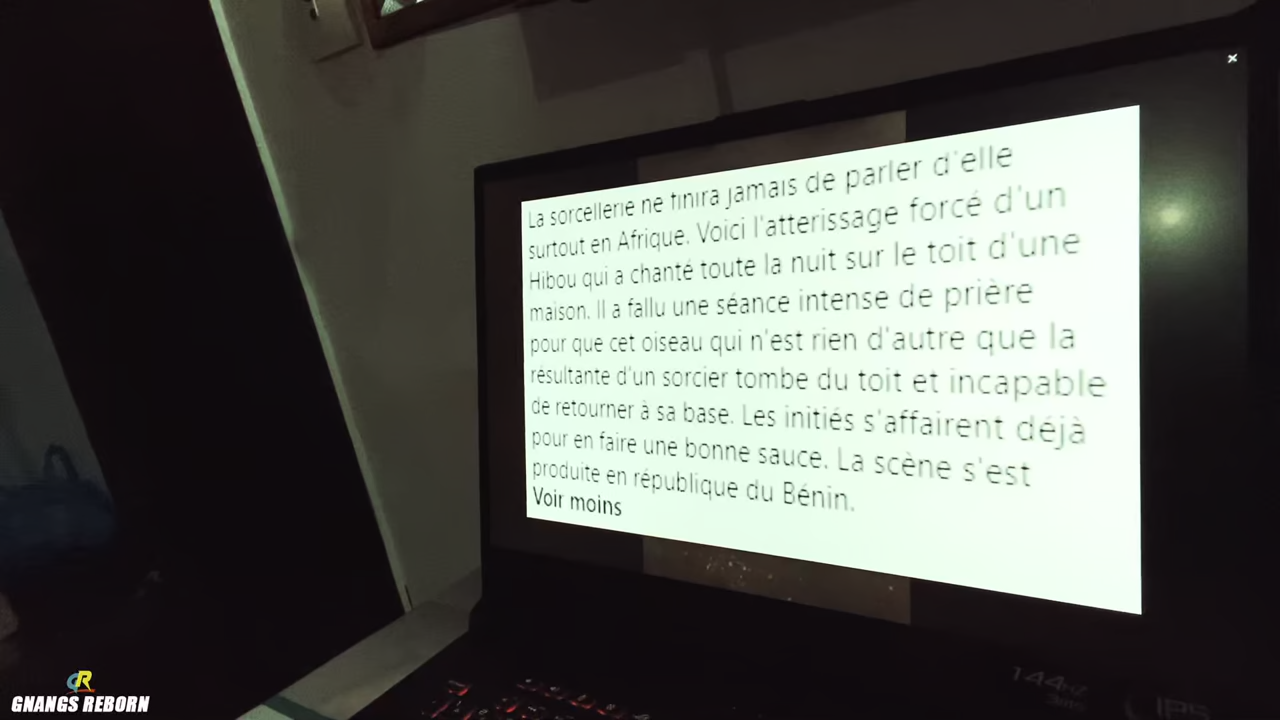 La sorcellerie ne finira jamais de parler d'elle
surtout en Afrique. Voici l'atterissage forcé d'un
Hibou qui a chanté toute la nuit sur le toit d'une
maison. Il a fallu une séance intense de prière
pour que cet oiseau qui n'est rien d'autre que la
résultante d'un sorcier tombe du toit et incapable
de retourner à sa base. Les initiés s'affairent déjà
pour en faire une bonne sauce. La scène s'est
produite en république du Bénin.
Voir moins
144Hz
IPS
GNANGS REBORN